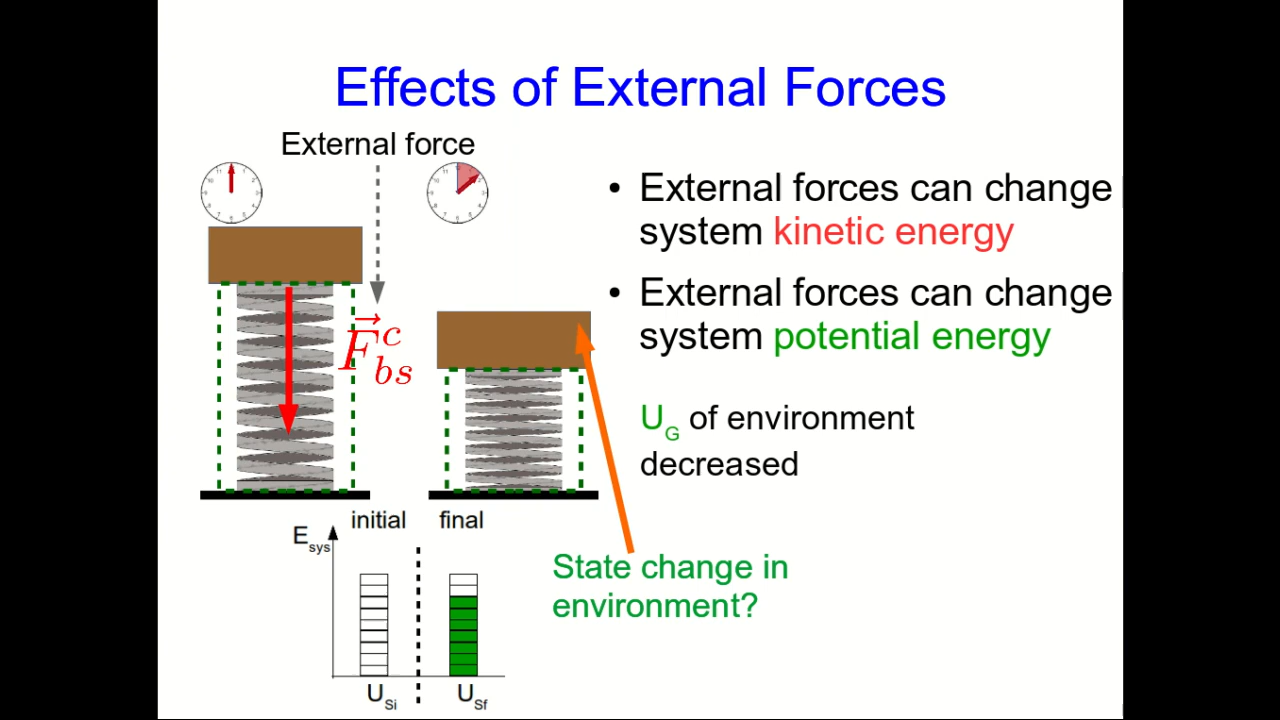 Effects of External Forces
External force
• External forces can change
system kinetic energy
• External forces can change
system potential energy
F⃗ᶜbs
UG of environment
decreased
initial
final
Esys
State change in
environment?
USi
USf